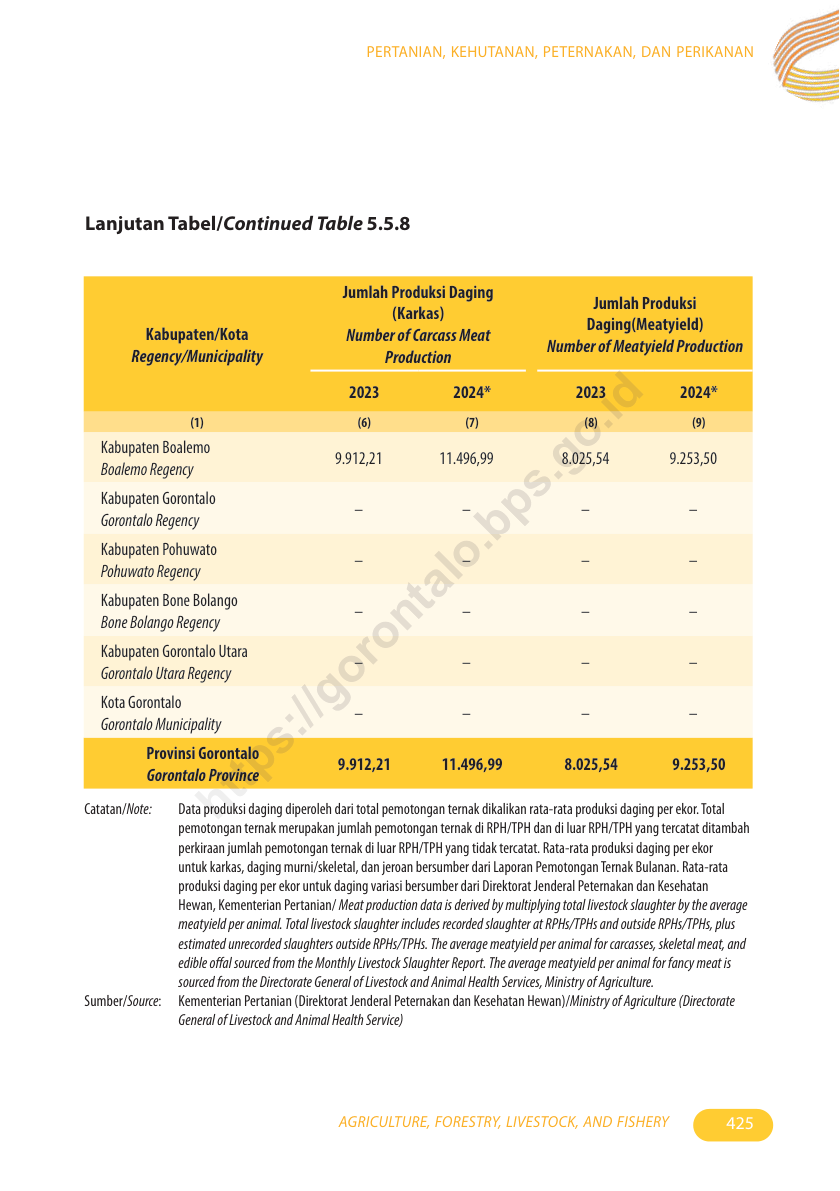 PERTANIAN, KEHUTANAN, PETERNAKAN, DAN PERIKANAN
Lanjutan Tabel/Continued Table 5.5.8
Kabupaten/Kota
Regency/Municipality
Jumlah Produksi Daging
(Karkas)
Number of Carcass Meat
Production
Jumlah Produksi
Daging(Meatyield)
Number of Meatyield Production
2023 2024* 2023 2024*
(1) (6) (7) (8) (9)
Kabupaten Boalemo
Boalemo Regency
9.912,21 11.496,99 8.025,54 9.253,50
Kabupaten Gorontalo
Gorontalo Regency
– – – –
Kabupaten Pohuwato
Pohuwato Regency
– – – –
Kabupaten Bone Bolango
Bone Bolango Regency
– – – –
Kabupaten Gorontalo Utara
Gorontalo Utara Regency
– – – –
Kota Gorontalo
Gorontalo Municipality
– – – –
Provinsi Gorontalo
Gorontalo Province
9.912,21 11.496,99 8.025,54 9.253,50
https://gorontalo.bps.go.id
Catatan/Note: Data produksi daging diperoleh dari total pemotongan ternak dikalikan rata-rata produksi daging per ekor. Total
pemotongan ternak merupakan jumlah pemotongan ternak di RPH/TPH dan di luar RPH/TPH yang tercatat ditambah
perkiraan jumlah pemotongan ternak di luar RPH/TPH yang tidak tercatat. Rata-rata produksi daging per ekor
untuk karkas, daging murni/skeletal, dan jeroan bersumber dari Laporan Pemotongan Ternak Bulanan. Rata-rata
produksi daging per ekor untuk daging variasi bersumber dari Direktorat Jenderal Peternakan dan Kesehatan
Hewan, Kementerian Pertanian/ Meat production data is derived by multiplying total livestock slaughter by the average
meatyield per animal. Total livestock slaughter includes recorded slaughter at RPHs/TPHs and outside RPHs/TPHs, plus
estimated unrecorded slaughters outside RPHs/TPHs. The average meatyield per animal for carcasses, skeletal meat, and
edible offal sourced from the Monthly Livestock Slaughter Report. The average meatyield per animal for fancy meat is
sourced from the Directorate General of Livestock and Animal Health Services, Ministry of Agriculture.
Sumber/Source: Kementerian Pertanian (Direktorat Jenderal Peternakan dan Kesehatan Hewan)/Ministry of Agriculture (Directorate
General of Livestock and Animal Health Service)
AGRICULTURE, FORESTRY, LIVESTOCK, AND FISHERY 425